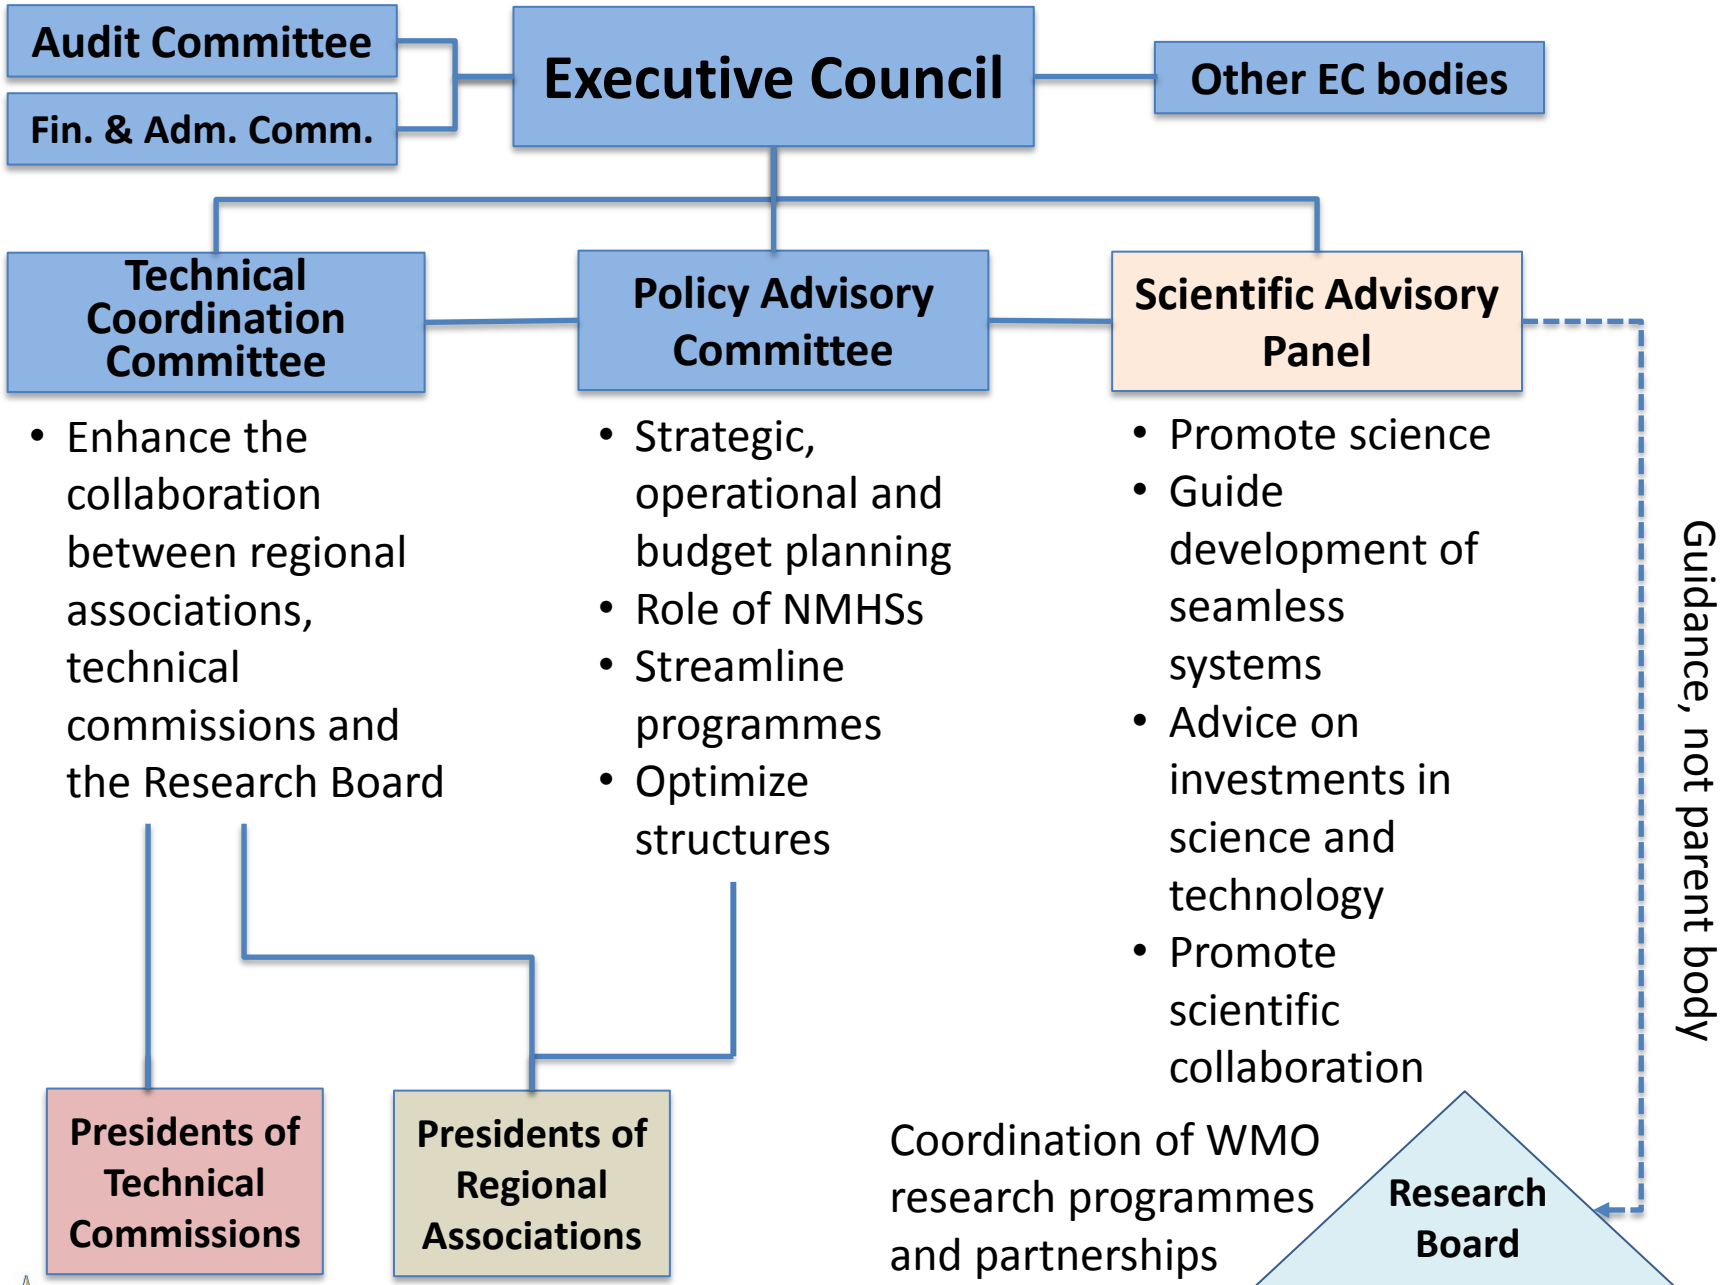 Audit Committee
Fin. & Adm. Comm.
Executive Council
Other EC bodies
Technical
Coordination
Committee
Policy Advisory
Committee
Scientific Advisory
Panel
• Enhance the
collaboration
between regional
associations,
technical
commissions and
the Research Board
• Strategic,
operational and
budget planning
• Role of NMHSs
• Streamline
programmes
• Optimize
structures
• Promote science
• Guide
development of
seamless
systems
• Advice on
investments in
science and
technology
• Promote
scientific
collaboration
Guidance, not parent body
Presidents of
Technical
Commissions
Presidents of
Regional
Associations
Coordination of WMO
research programmes
and partnerships
Research
Board